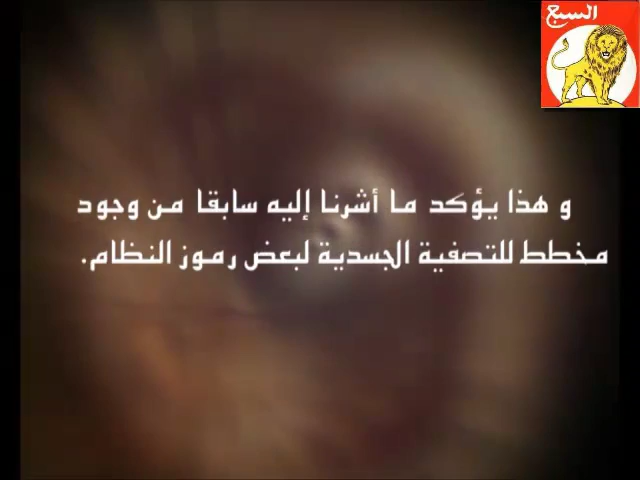 السبع
و هذا يؤكد ما أشرنا إليه سابقا من وجود
مخطط للتصفية الجسدية لبعض رموز النظام.